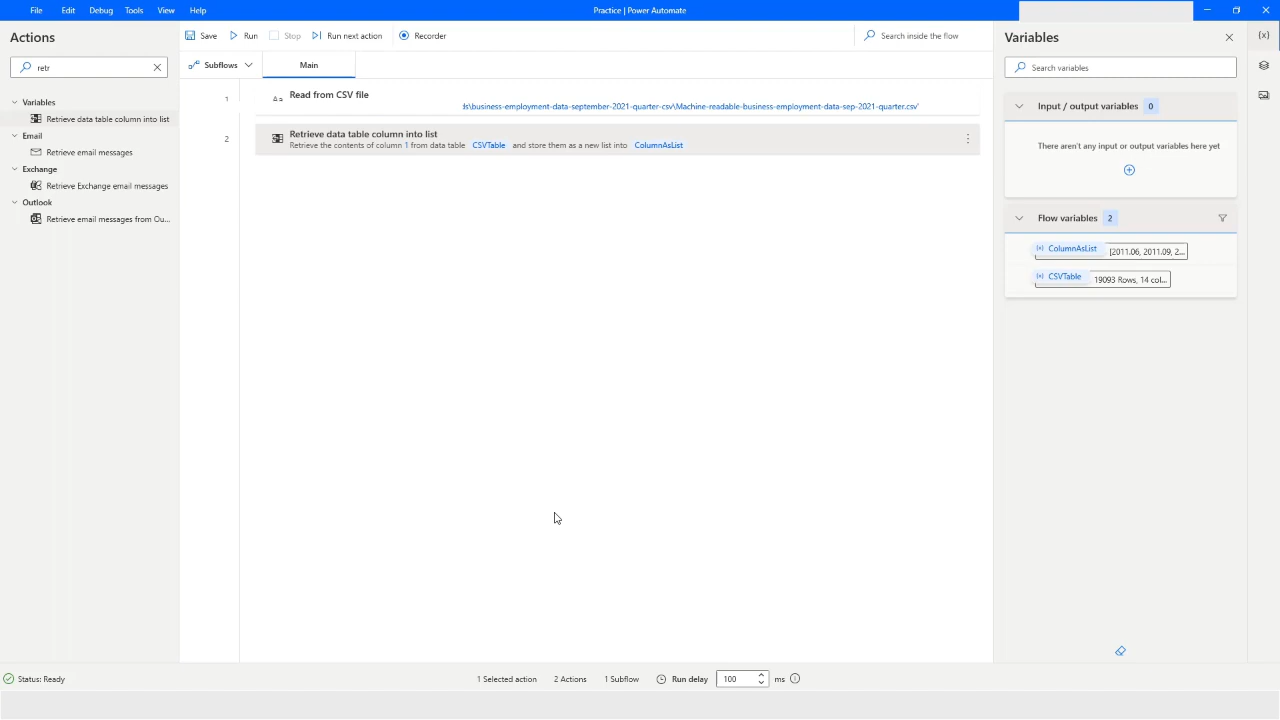 File Edit Debug Tools View Help
Practice | Power Automate
Actions
retr
Variables
Retrieve data table column into list
Email
Retrieve email messages
Exchange
Retrieve Exchange email messages
Outlook
Retrieve email messages from Ou...
Save Run Stop Run next action Recorder
Search inside the flow
Subflows Main
1
Read from CSV file
ds\business-employment-data-september-2021-quarter-csv\Machine-readable-business-employment-data-sep-2021-quarter.csv'
2
Retrieve data table column into list
Retrieve the contents of column 1 from data table CSVTable and store them as a new list into ColumnAsList
Variables
{x}
Search variables
Input / output variables 0
There aren't any input or output variables here yet
Flow variables 2
{x} ColumnAsList [2011.06, 2011.09, 2...
{x} CSVTable 19093 Rows, 14 col...
Status: Ready
1 Selected action 2 Actions 1 Subflow Run delay 100 ms